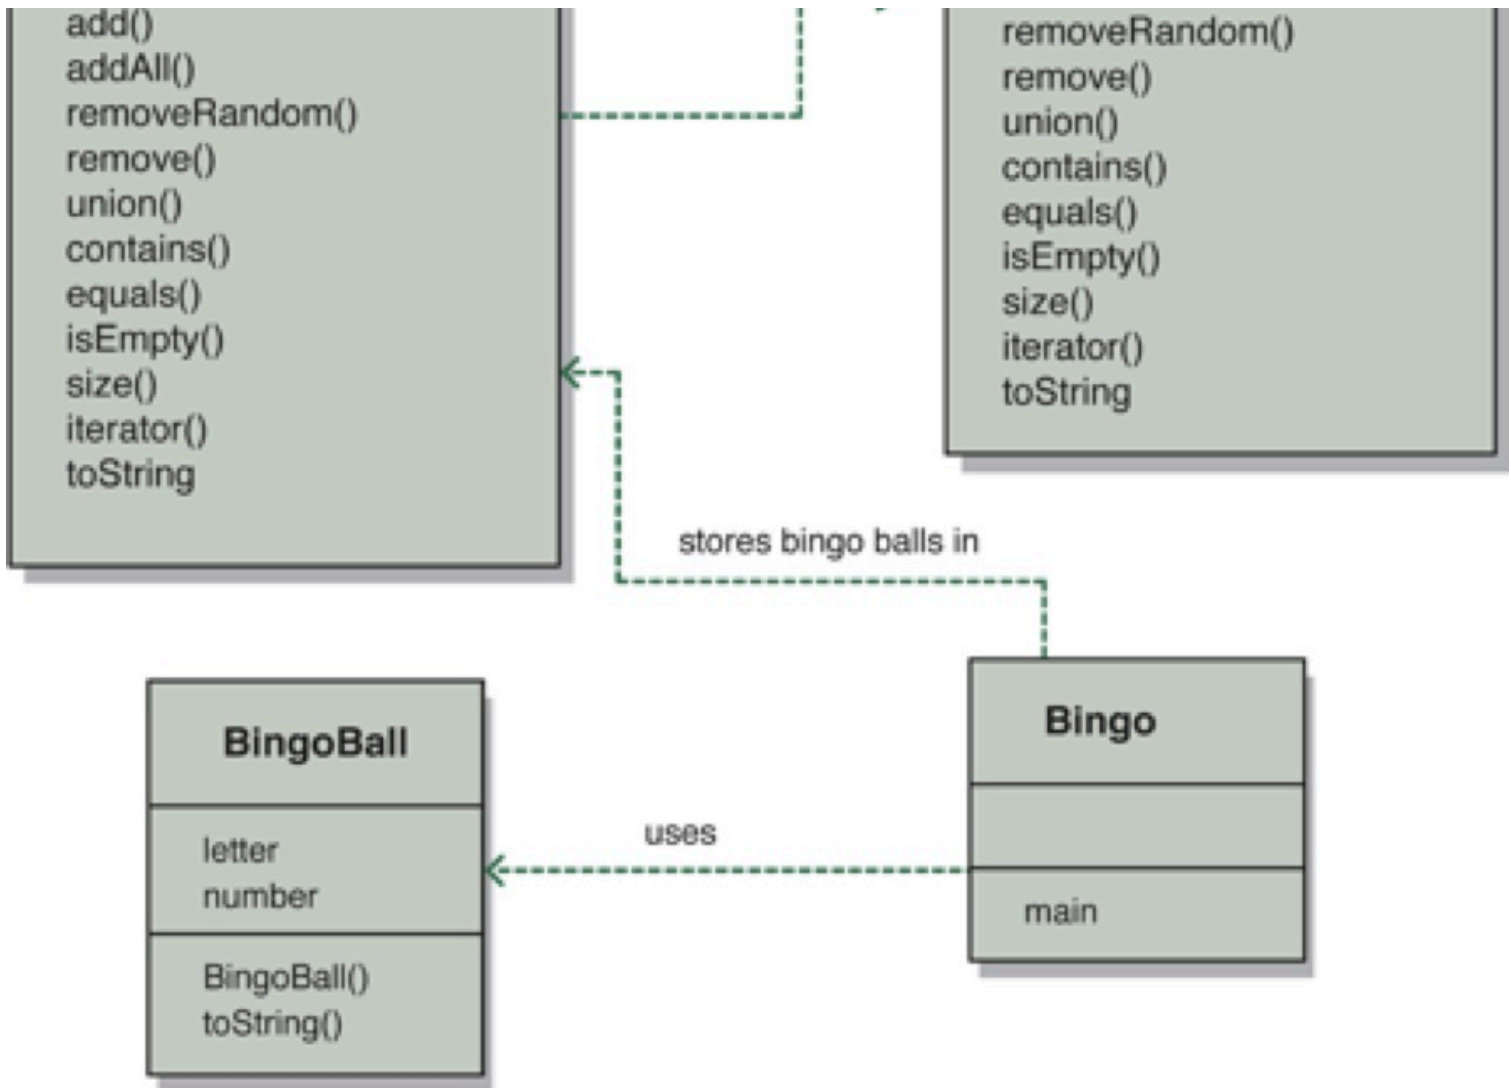 add()
addAll()
removeRandom()
remove()
union()
contains()
equals()
isEmpty()
size()
iterator()
toString
removeRandom()
remove()
union()
contains()
equals()
isEmpty()
size()
iterator()
toString
stores bingo balls in
BingoBall
letter
number
BingoBall()
toString()
uses
Bingo
main